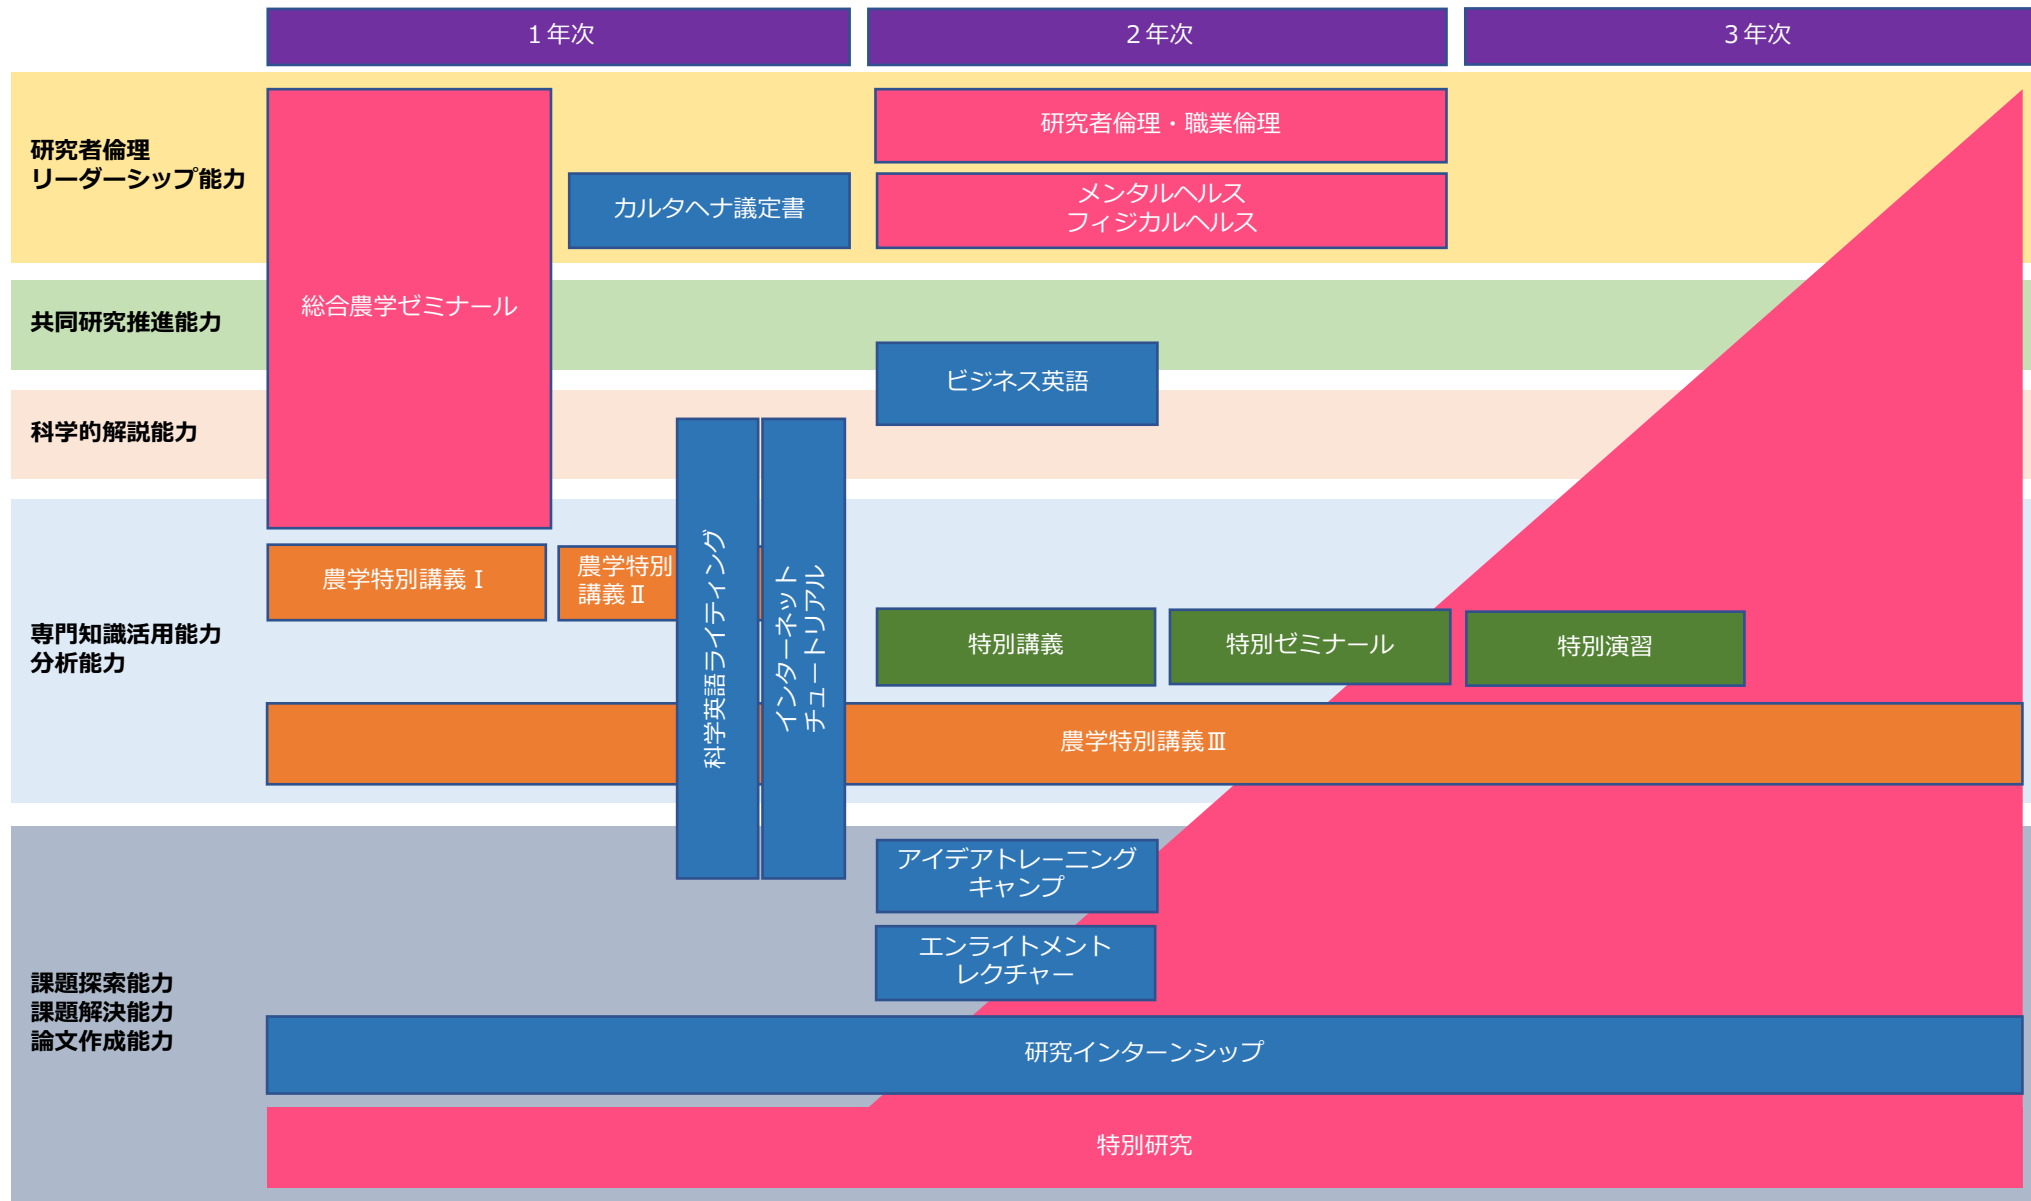 １年次
２年次
３年次
研究者倫理
リーダーシップ能力
研究者倫理・職業倫理
カルタヘナ議定書
メンタルヘルス
フィジカルヘルス
総合農学ゼミナール
共同研究推進能力
ビジネス英語
科学的解説能力
科学英語ライティング
インターネット
チュートリアル
農学特別講義Ⅰ
農学特別
講義Ⅱ
専門知識活用能力
分析能力
特別講義
特別ゼミナール
特別演習
農学特別講義Ⅲ
アイデアトレーニング
キャンプ
エンライトメント
レクチャー
課題探索能力
課題解決能力
論文作成能力
研究インターンシップ
特別研究